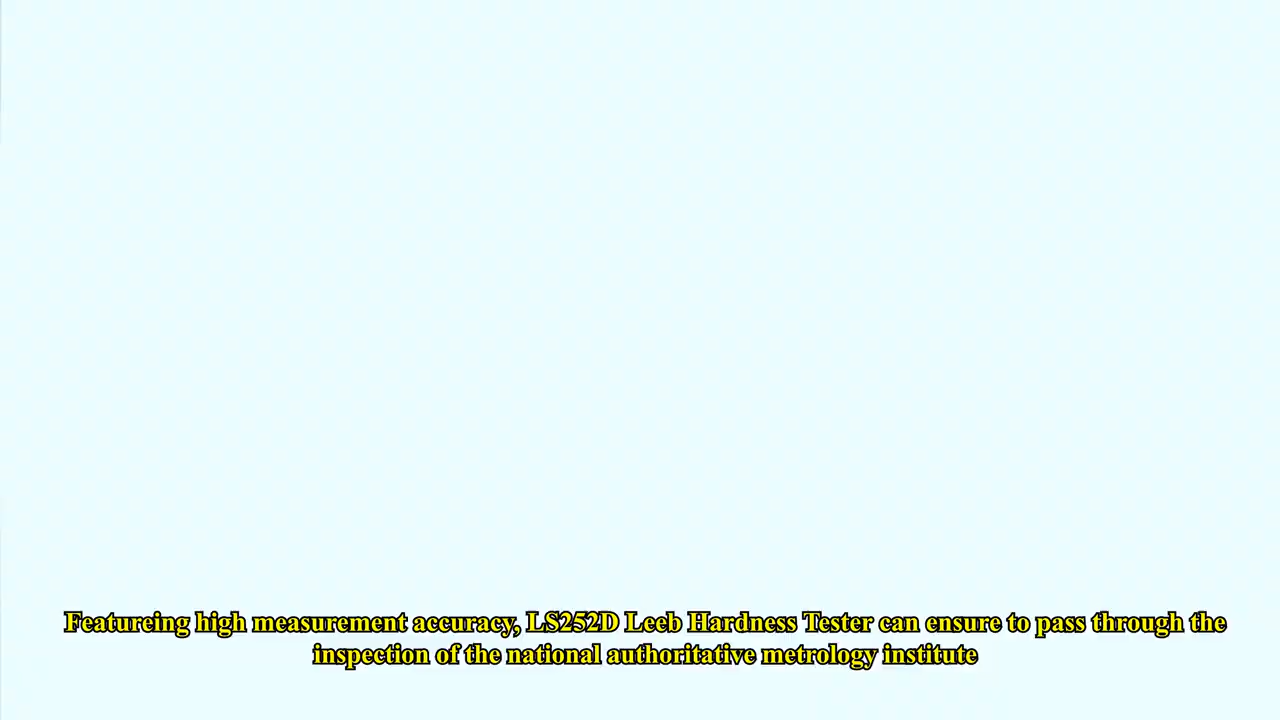 Featureing high measurement accuracy, LS252D Leeb Hardness Tester can ensure to pass through the
inspection of the national authoritative metrology institute